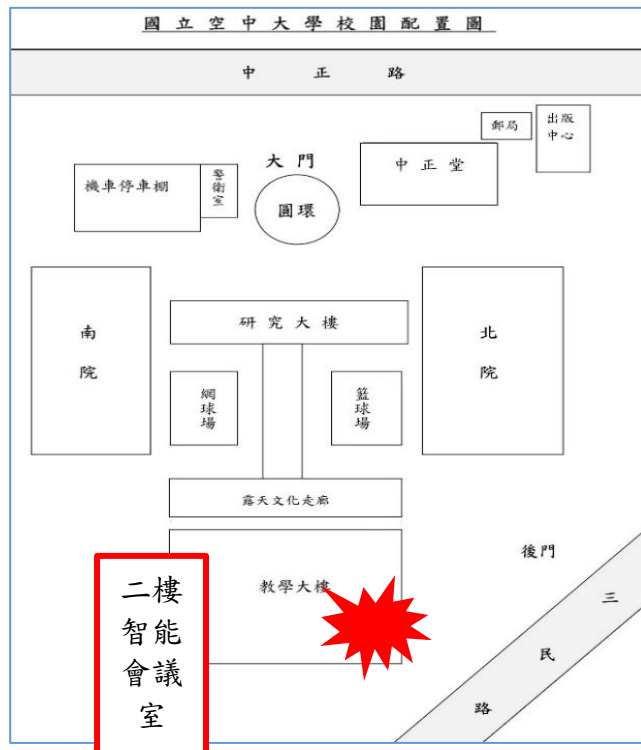 國立空中大學校園配置圖
中正路
郵局
出版
中心
大門
中正堂
機車停車棚
警衛室
圓環
南院
研究大樓
北院
網球場
籃球場
露天文化走廊
後門
教學大樓
三民路
二樓
智能
會議
室